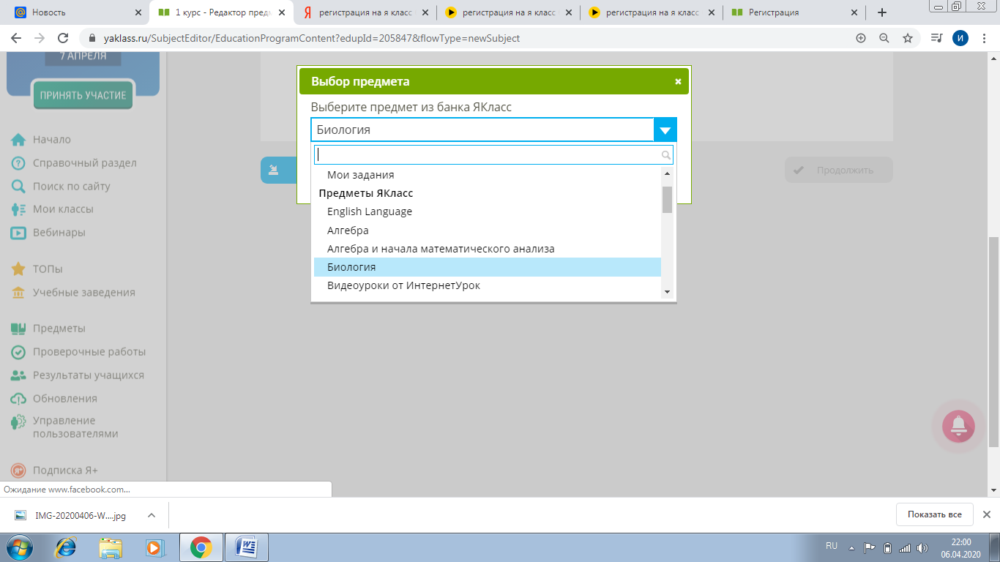 Новость
1 курс - Редактор пред
регистрация на я класс
регистрация на я класс
регистрация на я класс
Регистрация
yaklass.ru/SubjectEditor/EducationProgramContent?edupId=205847&flowType=newSubject
И
7 АПРЕЛЯ
ПРИНЯТЬ УЧАСТИЕ
Начало
Справочный раздел
Поиск по сайту
Мои классы
Вебинары
ТОПы
Учебные заведения
Предметы
Проверочные работы
Результаты учащихся
Обновления
Управление
пользователями
Подписка Я+
Выбор предмета
Выберите предмет из банка ЯКласс
Биология
Мои задания
Предметы ЯКласс
English Language
Алгебра
Алгебра и начала математического анализа
Биология
Видеоуроки от ИнтернетУрок
Продолжить
Ожидание www.facebook.com...
IMG-20200406-W....jpg
Показать все
RU
22:00
06.04.2020